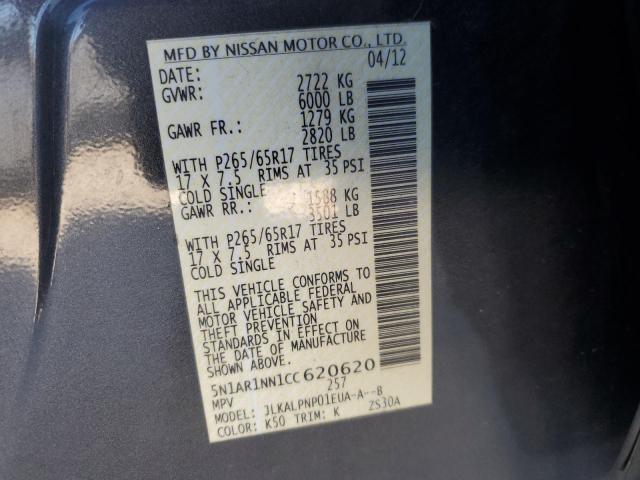 MFD BY NISSAN MOTOR CO., LTD.
DATE: 04/12
GVWR: 2722 KG
6000 LB
GAWR FR.: 1279 KG
2820 LB
WITH P265/65R17 TIRES
17 X 7.5 RIMS AT 35 PSI
COLD SINGLE
GAWR RR.: 1588 KG
3501 LB
WITH P265/65R17 TIRES
17 X 7.5 RIMS AT 35 PSI
COLD SINGLE
THIS VEHICLE CONFORMS TO
ALL APPLICABLE FEDERAL
MOTOR VEHICLE SAFETY AND
THEFT PREVENTION
STANDARDS IN EFFECT ON
THE DATE OF MANUFACTURE
SHOWN ABOVE.
5N1AR1NN1CC620620
MPV 257
MODEL: JLKALPNP01EUA-A--B
COLOR: K50 TRIM: K ZS30A